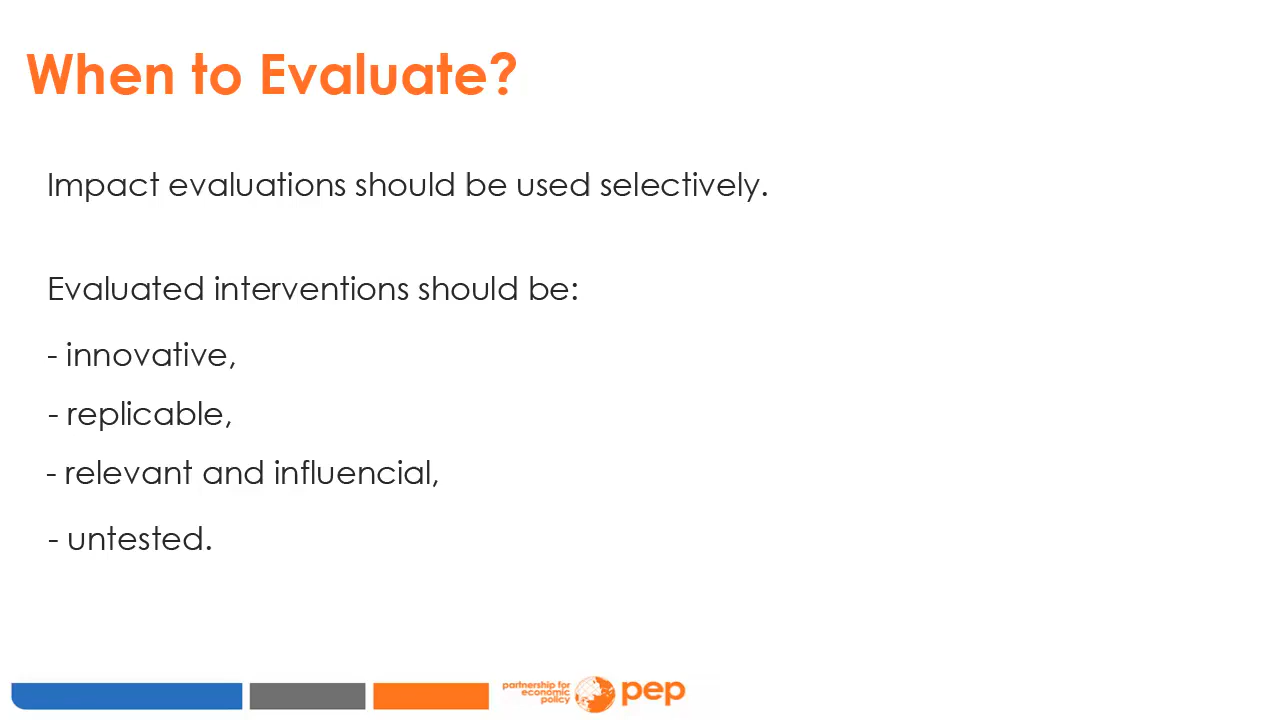 When to Evaluate?
Impact evaluations should be used selectively.
Evaluated interventions should be:
- innovative,
- replicable,
- relevant and influencial,
- untested.
partnership for
economic
policy
pep